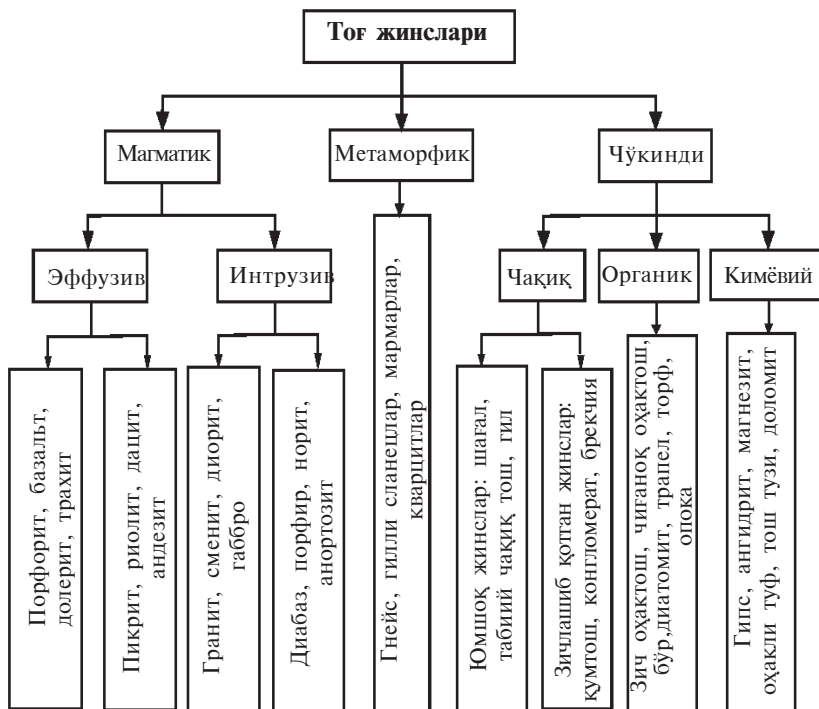 Тоғ жинслари
Магматик
Метаморфик
Чўкинди
Эффузив
Интрузив
Чақиқ
Органик
Кимёвий
Порфорит, базальт,
долерит, трахит
Пикрит, риолит, дацит,
андезит
Гранит, сменит, диорит,
габбро
Диабаз, порфир, норит,
анортозит
Гнейс, гилли сланецлар, мармарлар,
кварцитлар
Юмшоқ жинслар: шағал,
табиий чақиқ тош, гил
Зичлашиб қотган жинслар:
қумтош, конгломерат, брекчия
Зич оҳактош, чиғаноқ оҳактош,
бўр,диатомит, трапел, торф,
опока
Гипс, ангидрит, магнезит,
оҳакли туф, тош тузи, доломит